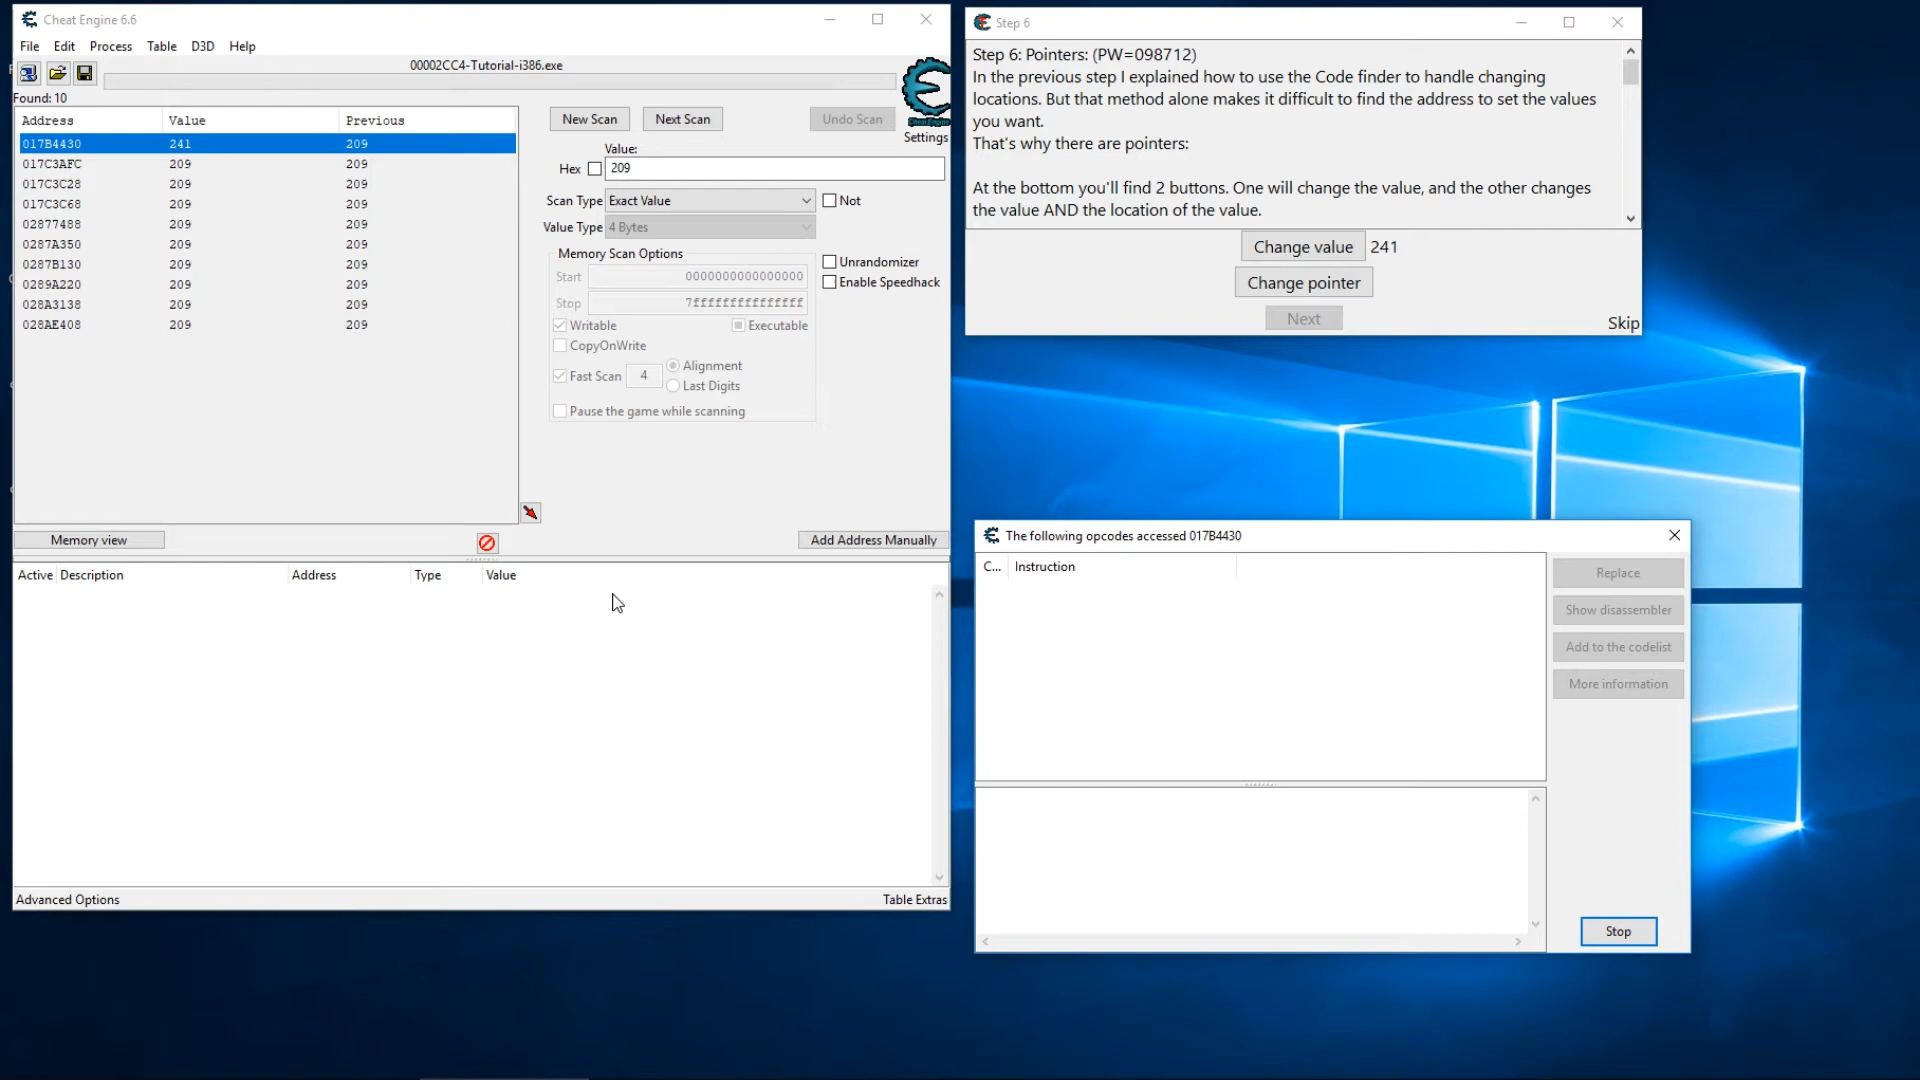 Cheat Engine 6.6
File Edit Process Table D3D Help
00002CC4-Tutorial-i386.exe
Found: 10
Address Value Previous
017B4430 241 209
017C3AFC 209 209
017C3C28 209 209
017C3C68 209 209
02877488 209 209
0287A350 209 209
0287B130 209 209
0289A220 209 209
028A3138 209 209
028AE408 209 209
New Scan Next Scan Undo Scan
Settings
Value:
Hex 209
Scan Type Exact Value Not
Value Type 4 Bytes
Memory Scan Options
Start 0000000000000000
Stop 7fffffffffffffff
Unrandomizer
Enable Speedhack
Writable Executable
CopyOnWrite
Fast Scan 4 Alignment
Last Digits
Pause the game while scanning
Memory view Add Address Manually
Active Description Address Type Value
Advanced Options Table Extras
Step 6
Step 6: Pointers: (PW=098712)
In the previous step I explained how to use the Code finder to handle changing
locations. But that method alone makes it difficult to find the address to set the values
you want.
That's why there are pointers:
At the bottom you'll find 2 buttons. One will change the value, and the other changes
the value AND the location of the value.
Change value 241
Change pointer
Next Skip
The following opcodes accessed 017B4430
C... Instruction
Replace
Show disassembler
Add to the codelist
More information
Stop